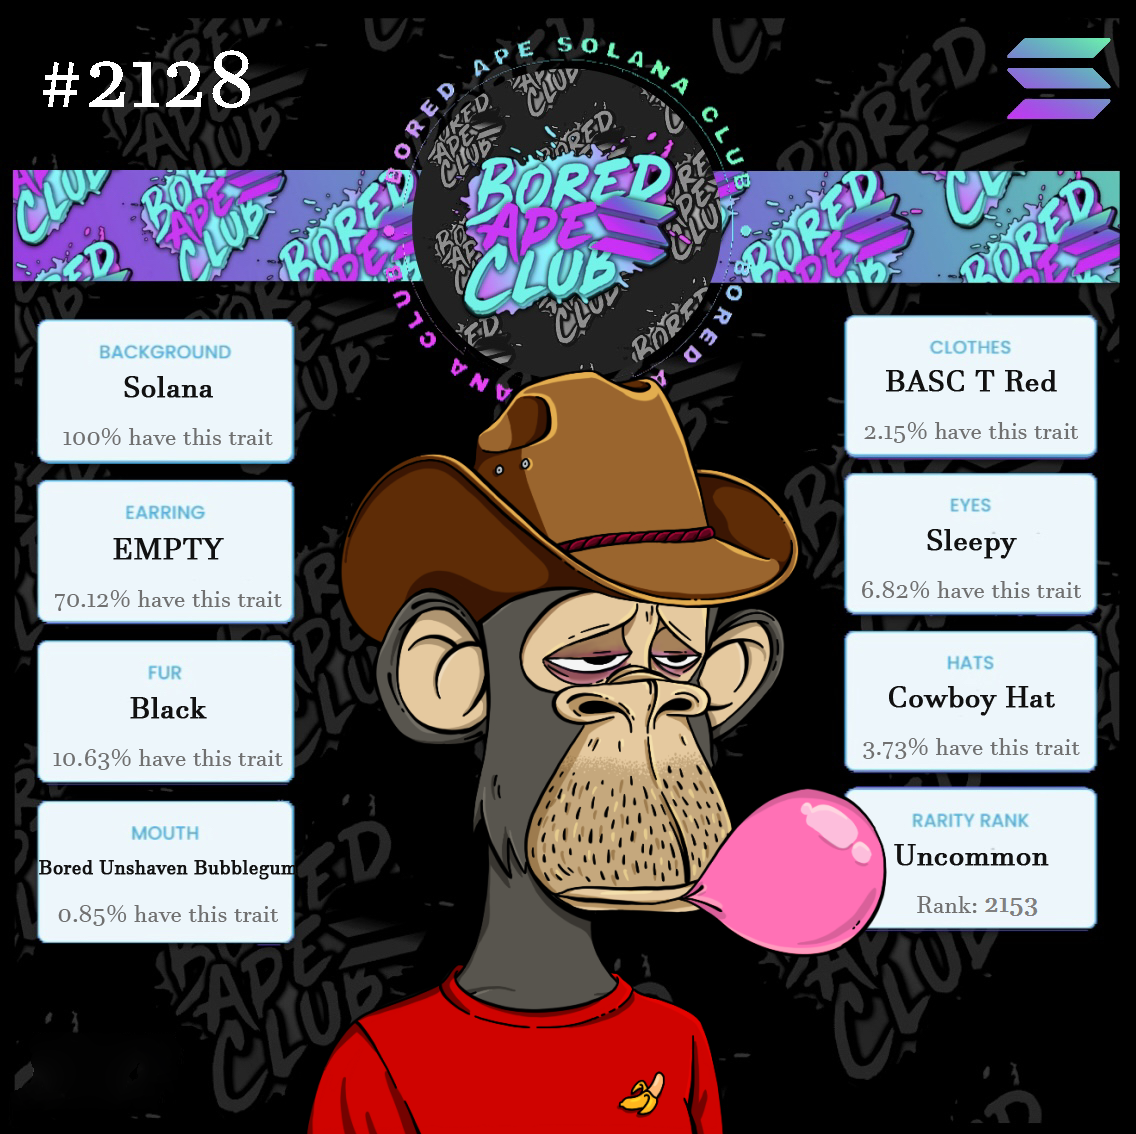 #2128
BORED APE SOLANA CLUB
BORED
APE
CLUB
BACKGROUND
Solana
100% have this trait
EARRING
EMPTY
70.12% have this trait
FUR
Black
10.63% have this trait
MOUTH
Bored Unshaven Bubblegum
0.85% have this trait
CLOTHES
BASC T Red
2.15% have this trait
EYES
Sleepy
6.82% have this trait
HATS
Cowboy Hat
3.73% have this trait
RARITY RANK
Uncommon
Rank: 2153